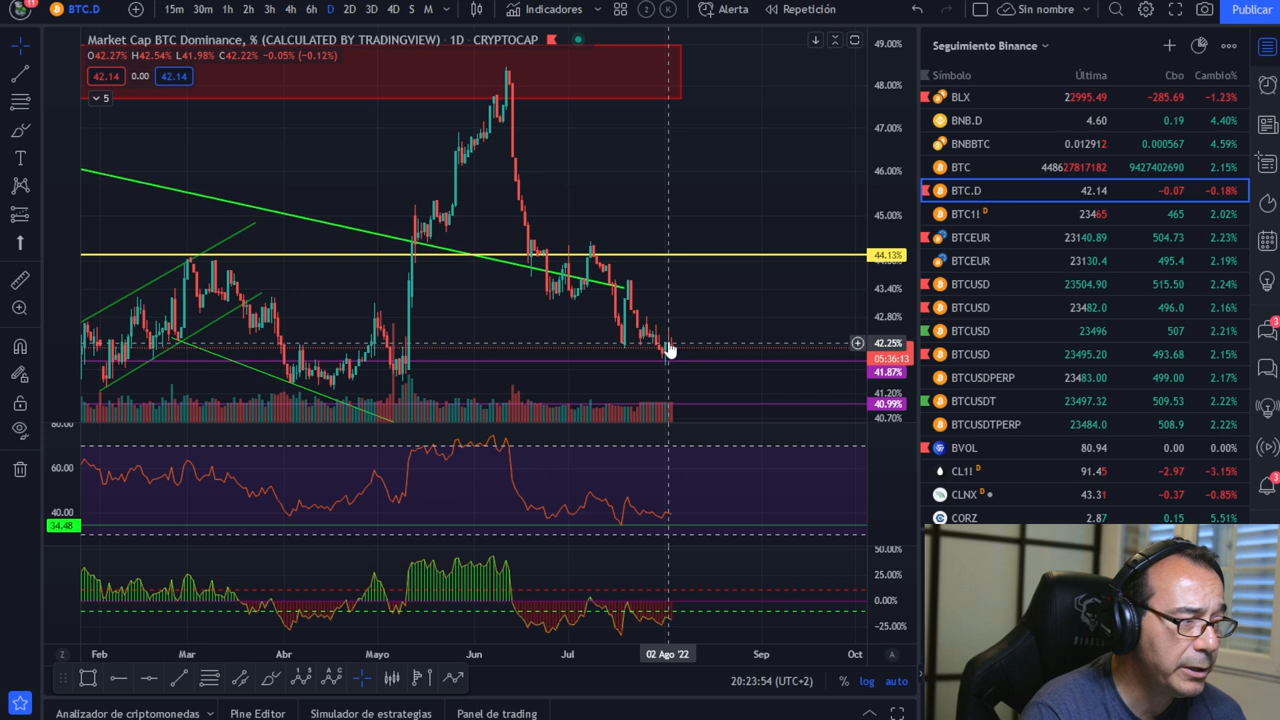 11
BTC.D
15m 30m 1h 2h 3h 4h 6h D 2D 3D 4D S M
Indicadores
2 K
Alerta
Repetición
Sin nombre
Publicar
Market Cap BTC Dominance, % (CALCULATED BY TRADINGVIEW) · 1D · CRYPTOCAP
O42.27% H42.54% L41.98% C42.22% −0.05% (−0.12%)
42.14 0.00 42.14
5
49.00%
48.00%
47.00%
46.00%
45.00%
44.13%
43.40%
42.80%
42.25%
05:36:13
41.87%
41.20%
40.99%
40.70%
80.00
60.00
40.00
34.48
50.00%
25.00%
0.00%
−25.00%
Z Feb Mar Abr Mayo Jun Jul 02 Ago '22 Sep Oct A
20:23:54 (UTC+2) % log auto
Analizador de criptomonedas Pine Editor Simulador de estrategias Panel de trading
Seguimiento Binance
Símbolo Última Cbo Cambio%
BLX 22995.49 −285.69 −1.23%
BNB.D 4.60 0.19 4.40%
BNBBTC 0.012912 0.000567 4.59%
BTC 448627817182 9427402690 2.15%
BTC.D 42.14 −0.07 −0.18%
BTC1! D 23465 465 2.02%
BTCEUR 23140.89 504.73 2.23%
BTCEUR 23130.4 495.4 2.19%
BTCUSD 23504.90 515.50 2.24%
BTCUSD 23482.0 496.0 2.16%
BTCUSD 23496 507 2.21%
BTCUSD 23495.20 493.68 2.15%
BTCUSDPERP 23483.00 499.00 2.17%
BTCUSDT 23497.32 509.53 2.22%
BTCUSDTPERP 23484.0 508.9 2.22%
BVOL 80.94 0.00 0.00%
CL1! D 91.45 −2.97 −3.15%
CLNX 43.31 −0.37 −0.85%
CORZ 2.87 0.15 5.51%
3
3